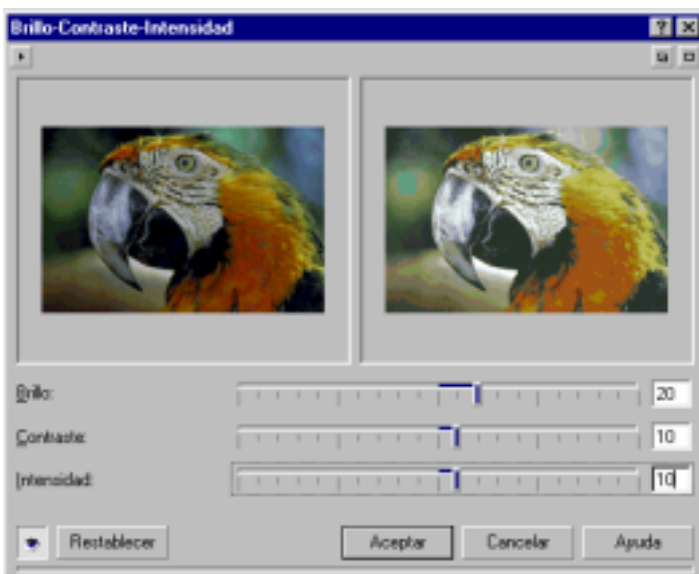 Brillo-Contraste-Intensidad
Brillo: 20
Contraste: 10
Intensidad: 10
Restablecer Aceptar Cancelar Ayuda